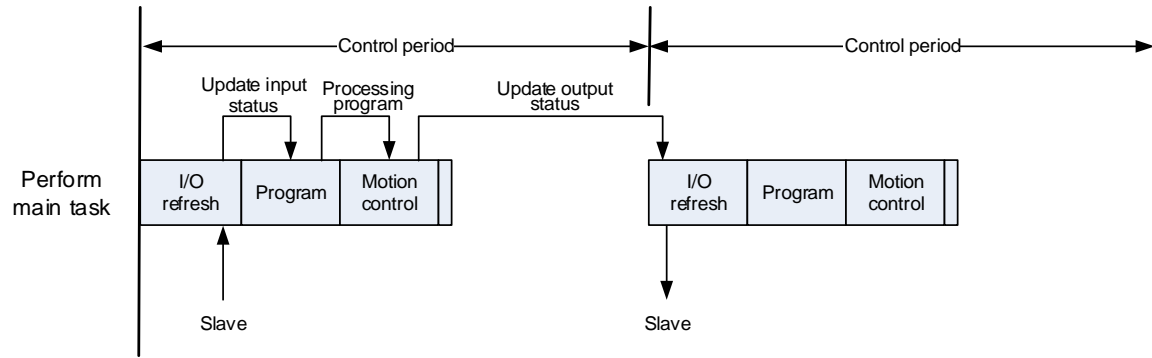 Control period
Control period
Update input
status
Processing
program
Update output
status
Perform
main task
I/O
refresh
Program
Motion
control
I/O
refresh
Program
Motion
control
Slave
Slave